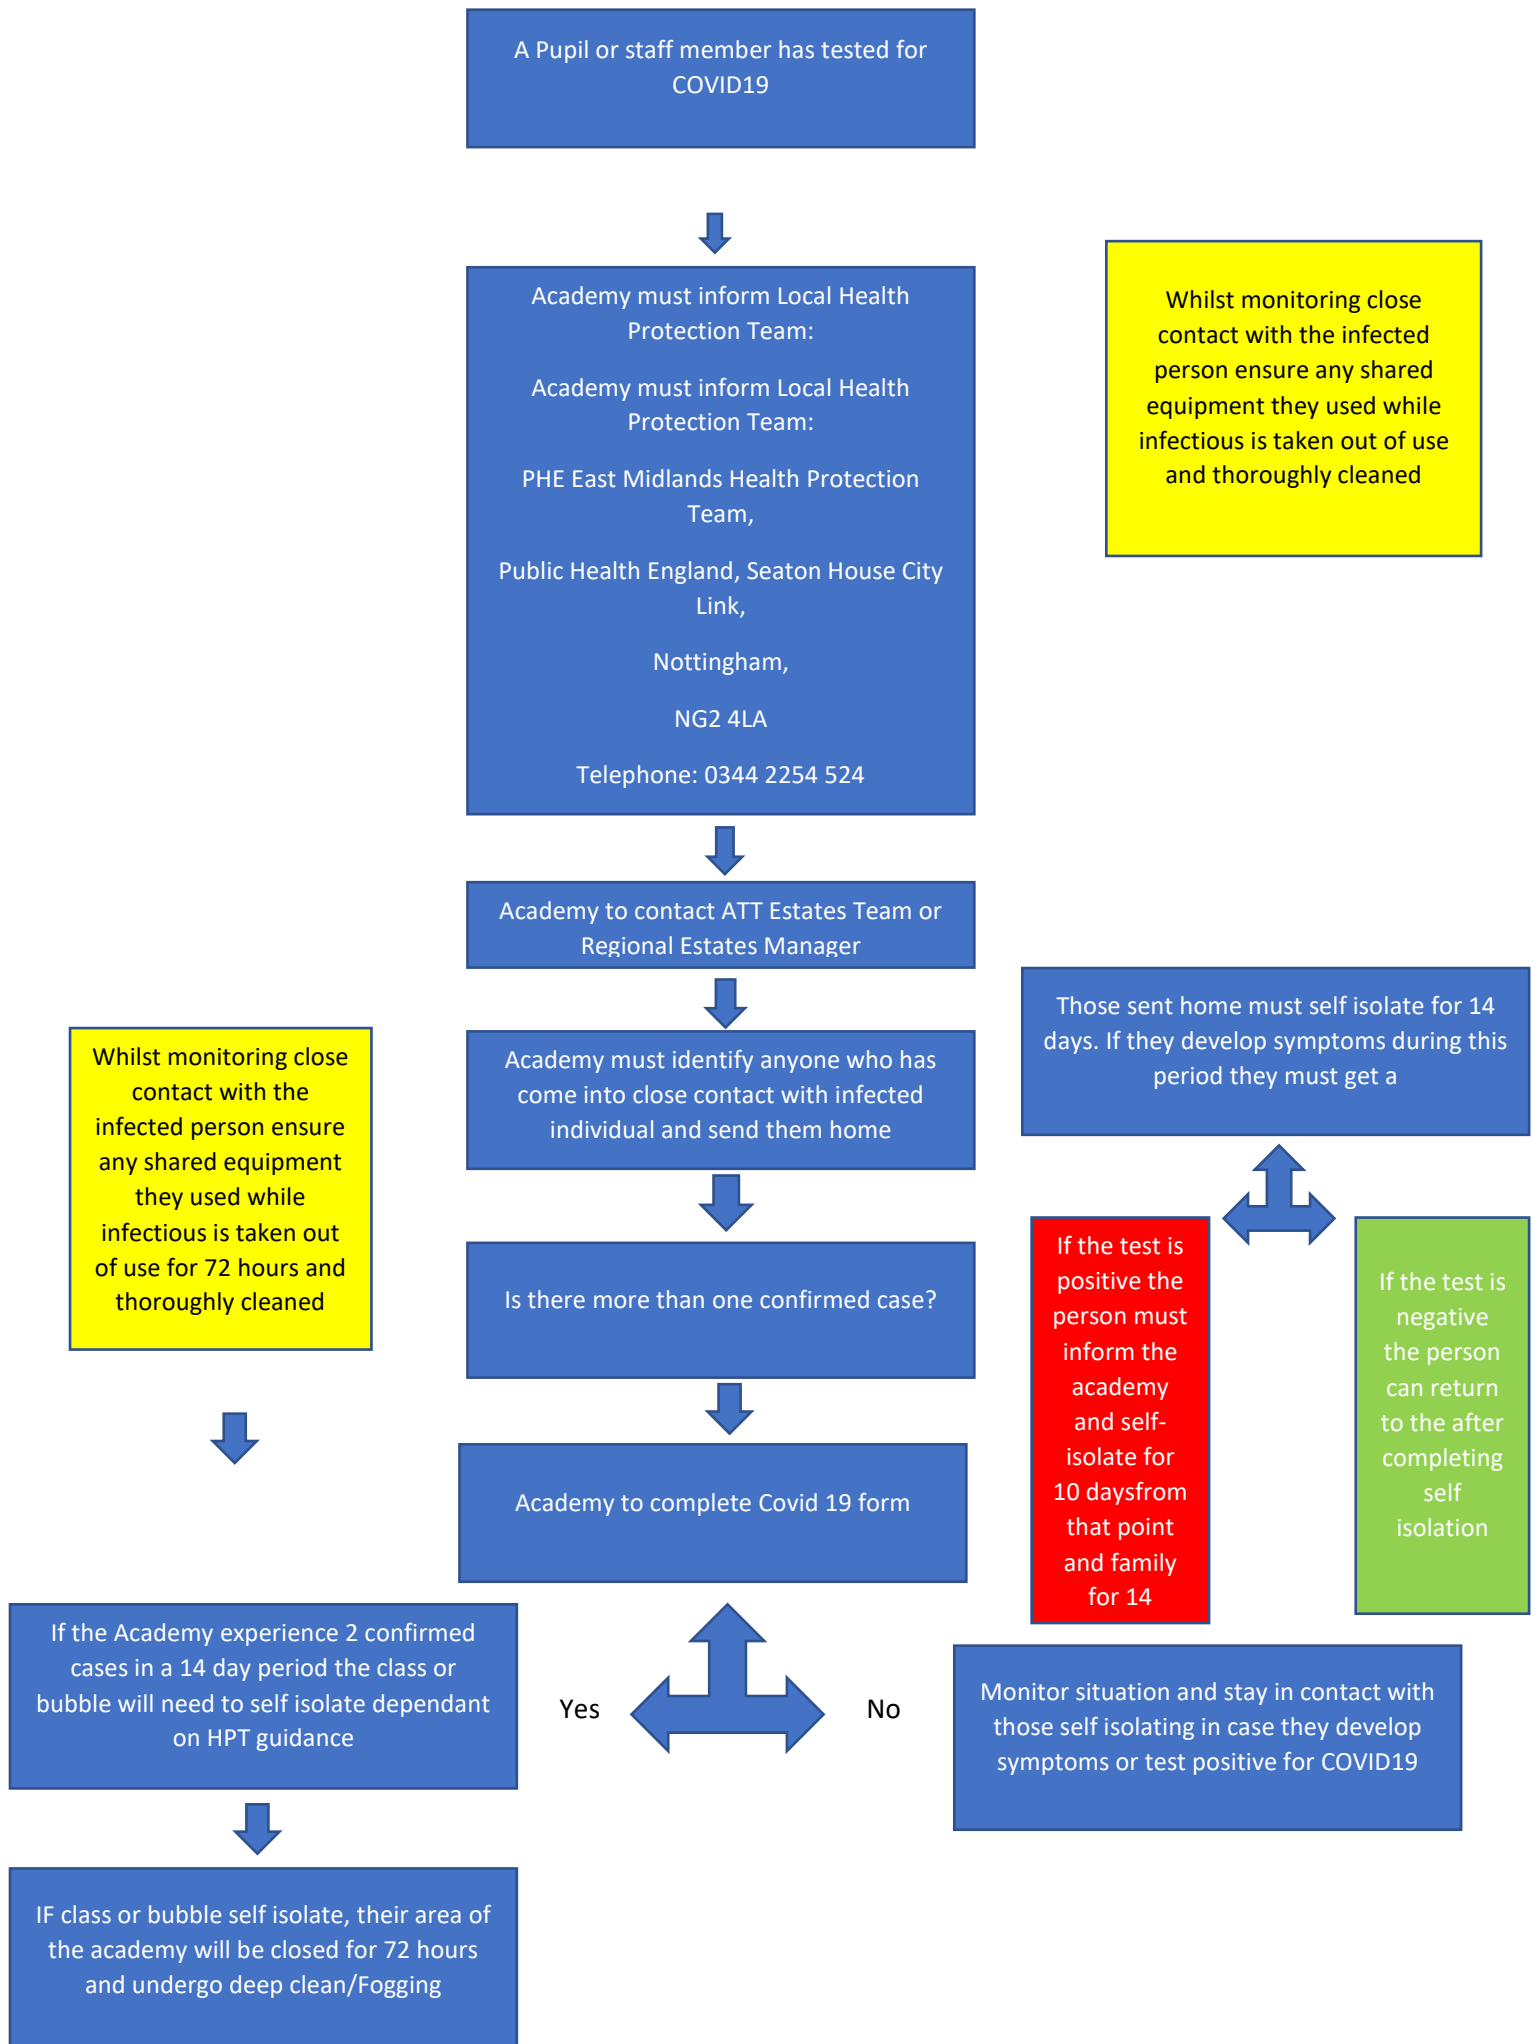 A Pupil or staff member has tested for
COVID19
Academy must inform Local Health
Protection Team:
Academy must inform Local Health
Protection Team:
PHE East Midlands Health Protection
Team,
Public Health England, Seaton House City
Link,
Nottingham,
NG2 4LA
Telephone: 0344 2254 524
Whilst monitoring close
contact with the infected
person ensure any shared
equipment they used while
infectious is taken out of use
and thoroughly cleaned
Academy to contact ATT Estates Team or
Regional Estates Manager
Academy must identify anyone who has
come into close contact with infected
individual and send them home
Those sent home must self isolate for 14
days. If they develop symptoms during this
period they must get a
Whilst monitoring close
contact with the
infected person ensure
any shared equipment
they used while
infectious is taken out
of use for 72 hours and
thoroughly cleaned
Is there more than one confirmed case?
If the test is
positive the
person must
inform the
academy
and self-
isolate for
10 daysfrom
that point
and family
for 14
If the test is
negative
the person
can return
to the after
completing
self
isolation
Academy to complete Covid 19 form
If the Academy experience 2 confirmed
cases in a 14 day period the class or
bubble will need to self isolate dependant
on HPT guidance
Yes
No
Monitor situation and stay in contact with
those self isolating in case they develop
symptoms or test positive for COVID19
IF class or bubble self isolate, their area of
the academy will be closed for 72 hours
and undergo deep clean/Fogging